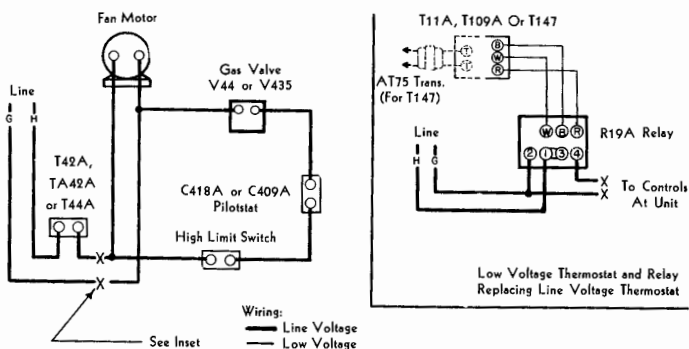 Fan Motor
Line
G H
T42A,
TA42A
or T44A
Gas Valve
V44 or V435
C418A or C409A
Pilotstat
High Limit Switch
X
X
See Inset
Wiring:
Line Voltage
Low Voltage
T11A, T109A Or T147
T
T
B
W
R
AT75 Trans.
(For T147)
Line
H G
W B R
R19A Relay
2 1 3 4
X
X
To Controls
At Unit
Low Voltage Thermostat and Relay
Replacing Line Voltage Thermostat